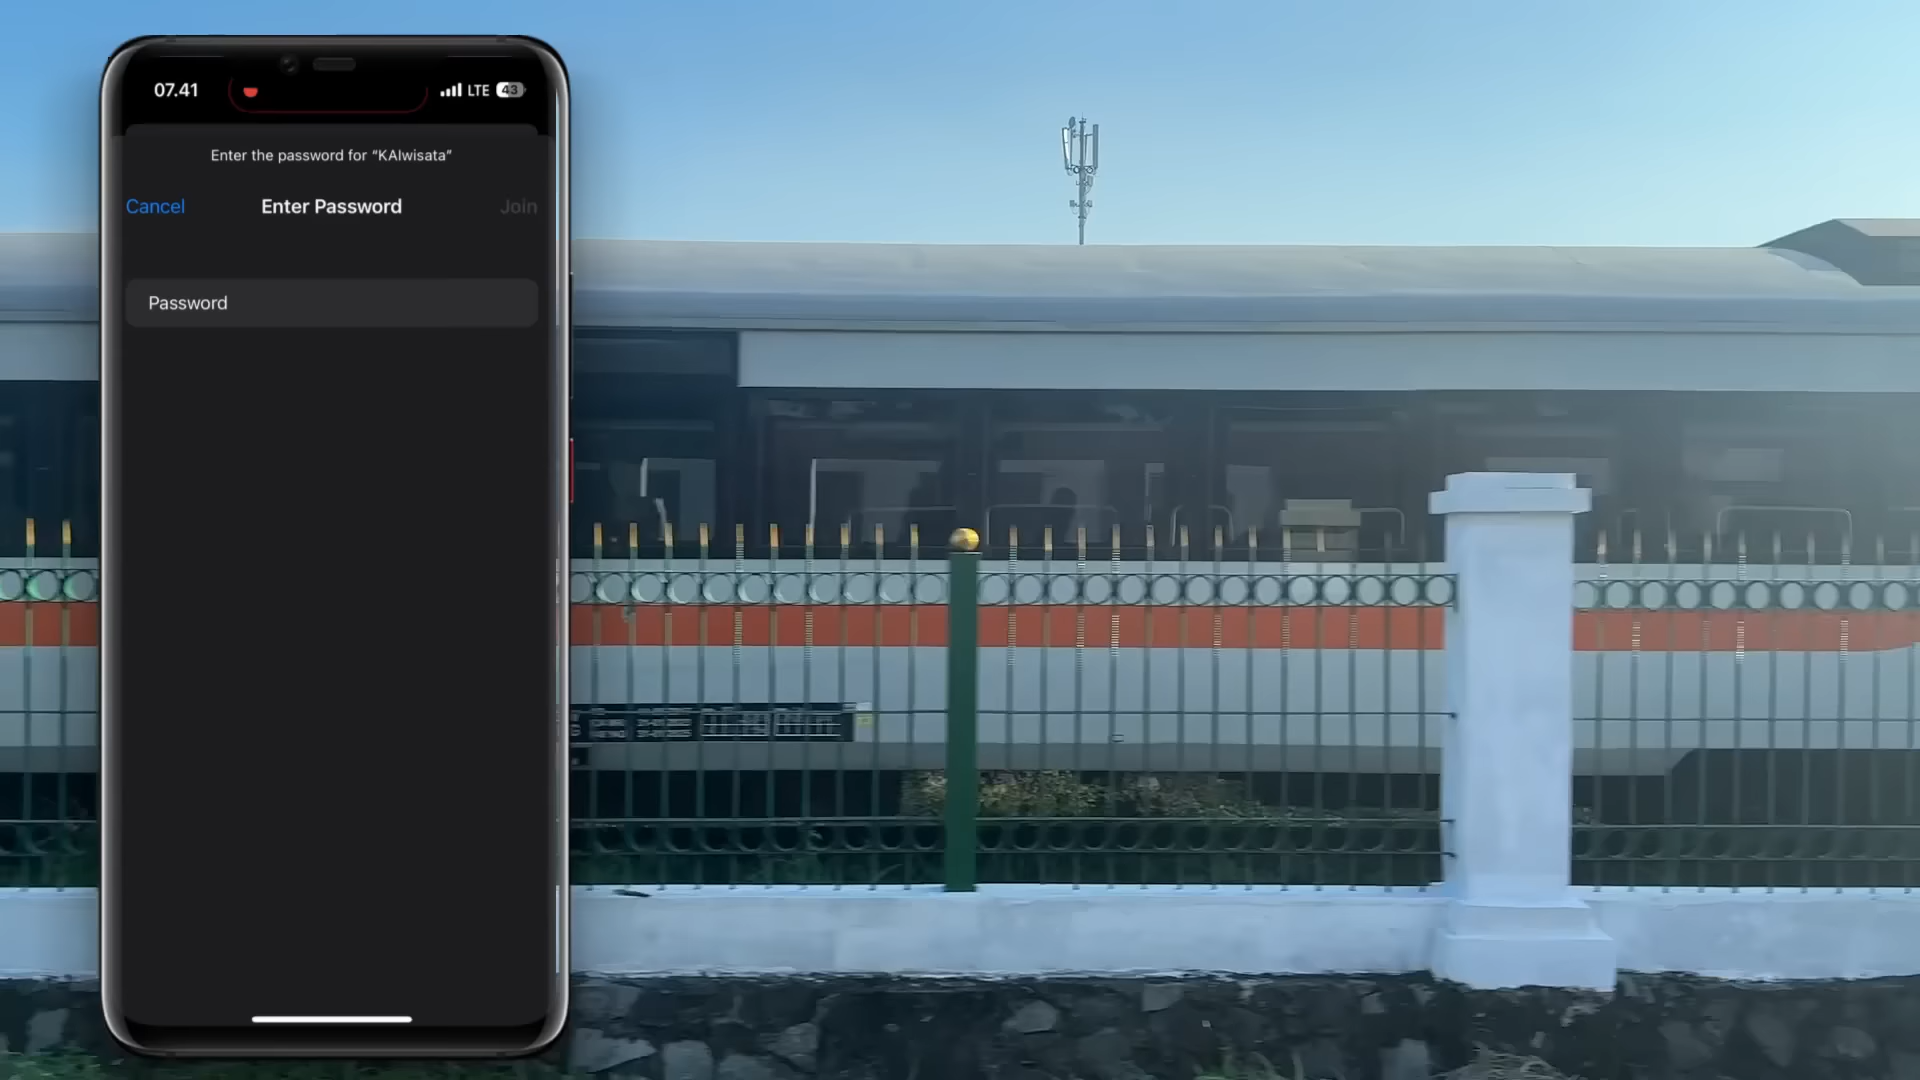 07.41
LTE 43
Enter the password for “KAIwisata”
Cancel Enter Password Join
Password